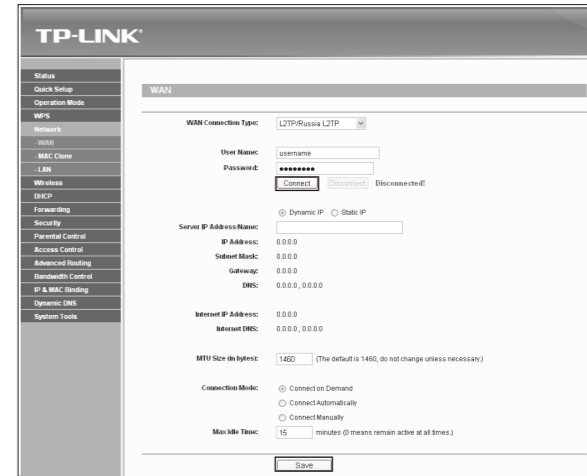 TP-LINK®
Status
Quick Setup
Operation Mode
WPS
Network
- WAN
- MAC Clone
- LAN
Wireless
DHCP
Forwarding
Security
Parental Control
Access Control
Advanced Routing
Bandwidth Control
IP & MAC Binding
Dynamic DNS
System Tools
WAN
WAN Connection Type: L2TP/Russia L2TP
User Name: username
Password: ●●●●●●●●
Connect Disconnect Disconnected!
Dynamic IP Static IP
Server IP Address/Name:
IP Address: 0.0.0.0
Subnet Mask: 0.0.0.0
Gateway: 0.0.0.0
DNS: 0.0.0.0 , 0.0.0.0
Internet IP Address: 0.0.0.0
Internet DNS: 0.0.0.0 , 0.0.0.0
MTU Size (in bytes): 1460 (The default is 1460, do not change unless necessary.)
Connection Mode: Connect on Demand
Connect Automatically
Connect Manually
Max Idle Time: 15 minutes (0 means remain active at all times.)
Save